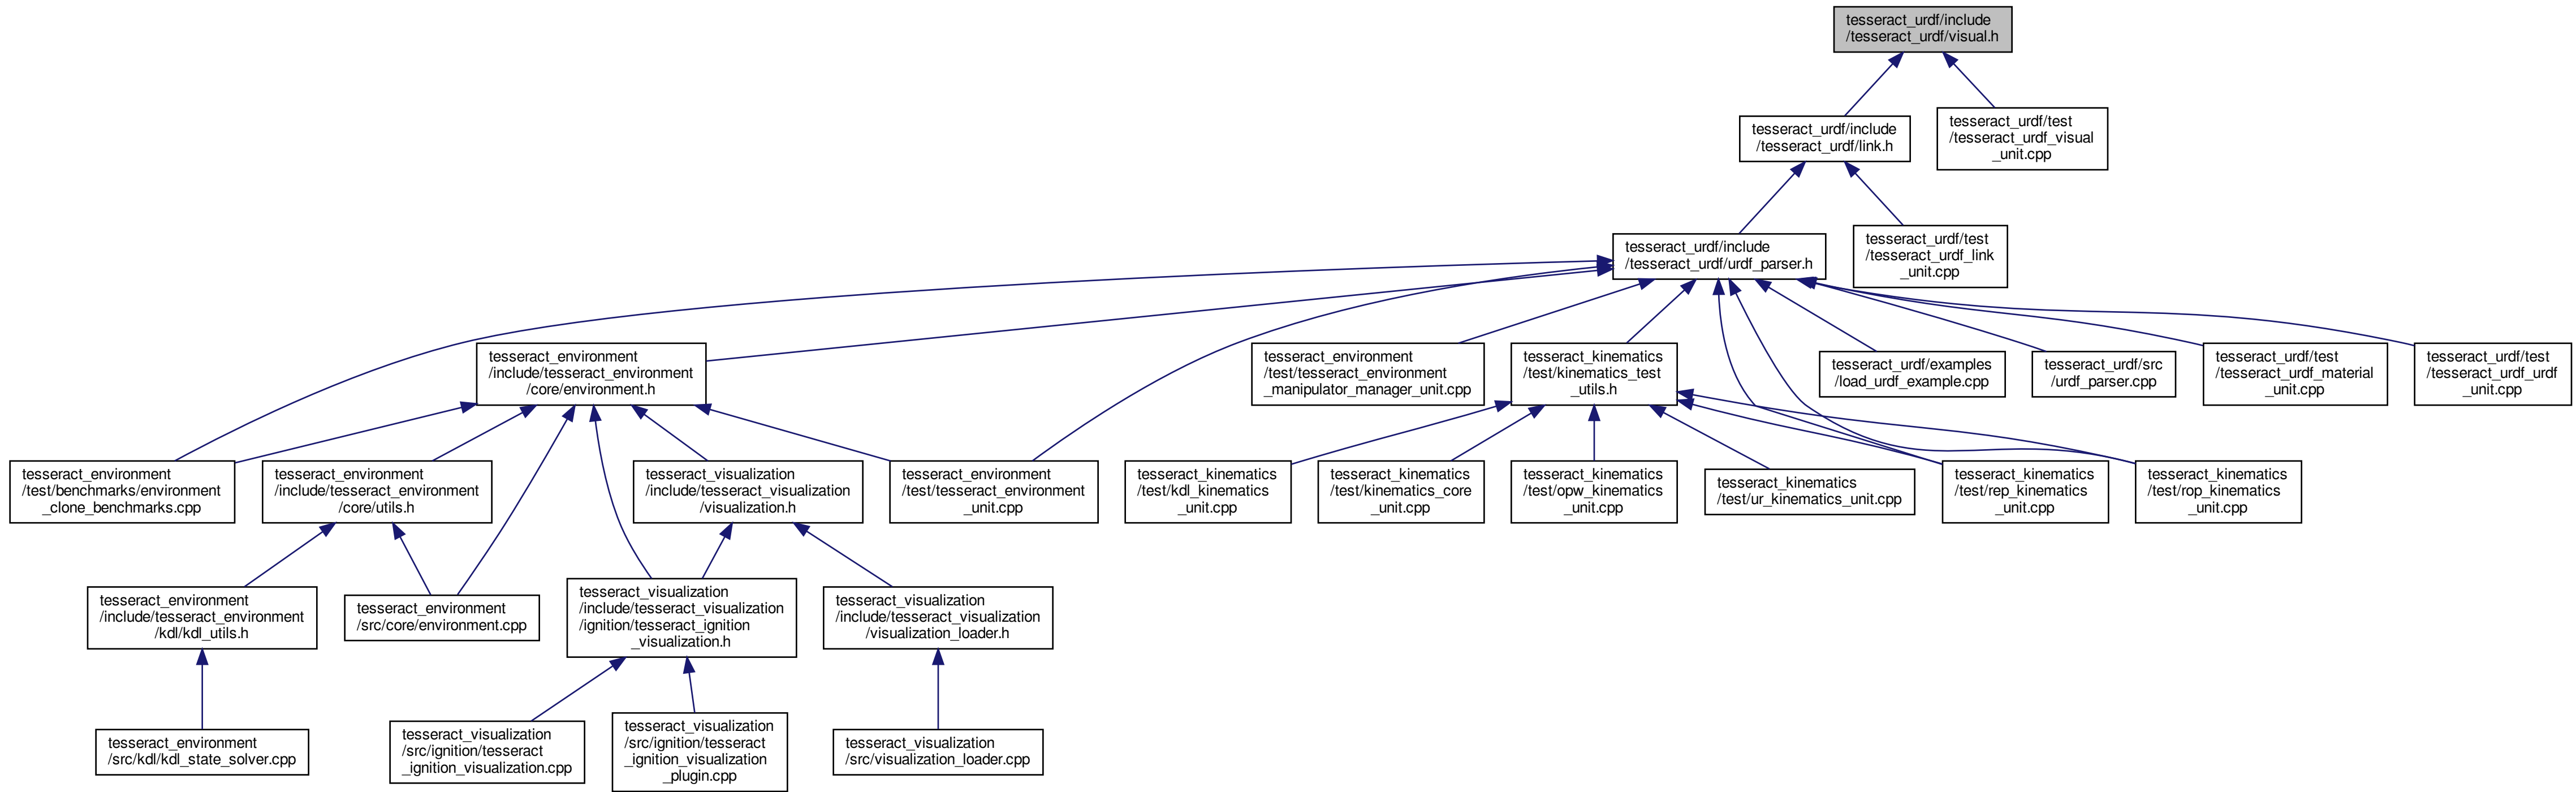 tesseract_urdf/include
/tesseract_urdf/visual.h
tesseract_urdf/include
/tesseract_urdf/link.h
tesseract_urdf/test
/tesseract_urdf_visual
_unit.cpp
tesseract_urdf/include
/tesseract_urdf/urdf_parser.h
tesseract_urdf/test
/tesseract_urdf_link
_unit.cpp
tesseract_environment
/include/tesseract_environment
/core/environment.h
tesseract_environment
/test/tesseract_environment
_manipulator_manager_unit.cpp
tesseract_kinematics
/test/kinematics_test
_utils.h
tesseract_urdf/examples
/load_urdf_example.cpp
tesseract_urdf/src
/urdf_parser.cpp
tesseract_urdf/test
/tesseract_urdf_material
_unit.cpp
tesseract_urdf/test
/tesseract_urdf_urdf
_unit.cpp
tesseract_environment
/test/benchmarks/environment
_clone_benchmarks.cpp
tesseract_environment
/include/tesseract_environment
/core/utils.h
tesseract_visualization
/include/tesseract_visualization
/visualization.h
tesseract_environment
/test/tesseract_environment
_unit.cpp
tesseract_kinematics
/test/kdl_kinematics
_unit.cpp
tesseract_kinematics
/test/kinematics_core
_unit.cpp
tesseract_kinematics
/test/opw_kinematics
_unit.cpp
tesseract_kinematics
/test/ur_kinematics_unit.cpp
tesseract_kinematics
/test/rep_kinematics
_unit.cpp
tesseract_kinematics
/test/rop_kinematics
_unit.cpp
tesseract_environment
/include/tesseract_environment
/kdl/kdl_utils.h
tesseract_environment
/src/core/environment.cpp
tesseract_visualization
/include/tesseract_visualization
/ignition/tesseract_ignition
_visualization.h
tesseract_visualization
/include/tesseract_visualization
/visualization_loader.h
tesseract_environment
/src/kdl/kdl_state_solver.cpp
tesseract_visualization
/src/ignition/tesseract
_ignition_visualization.cpp
tesseract_visualization
/src/ignition/tesseract
_ignition_visualization
_plugin.cpp
tesseract_visualization
/src/visualization_loader.cpp